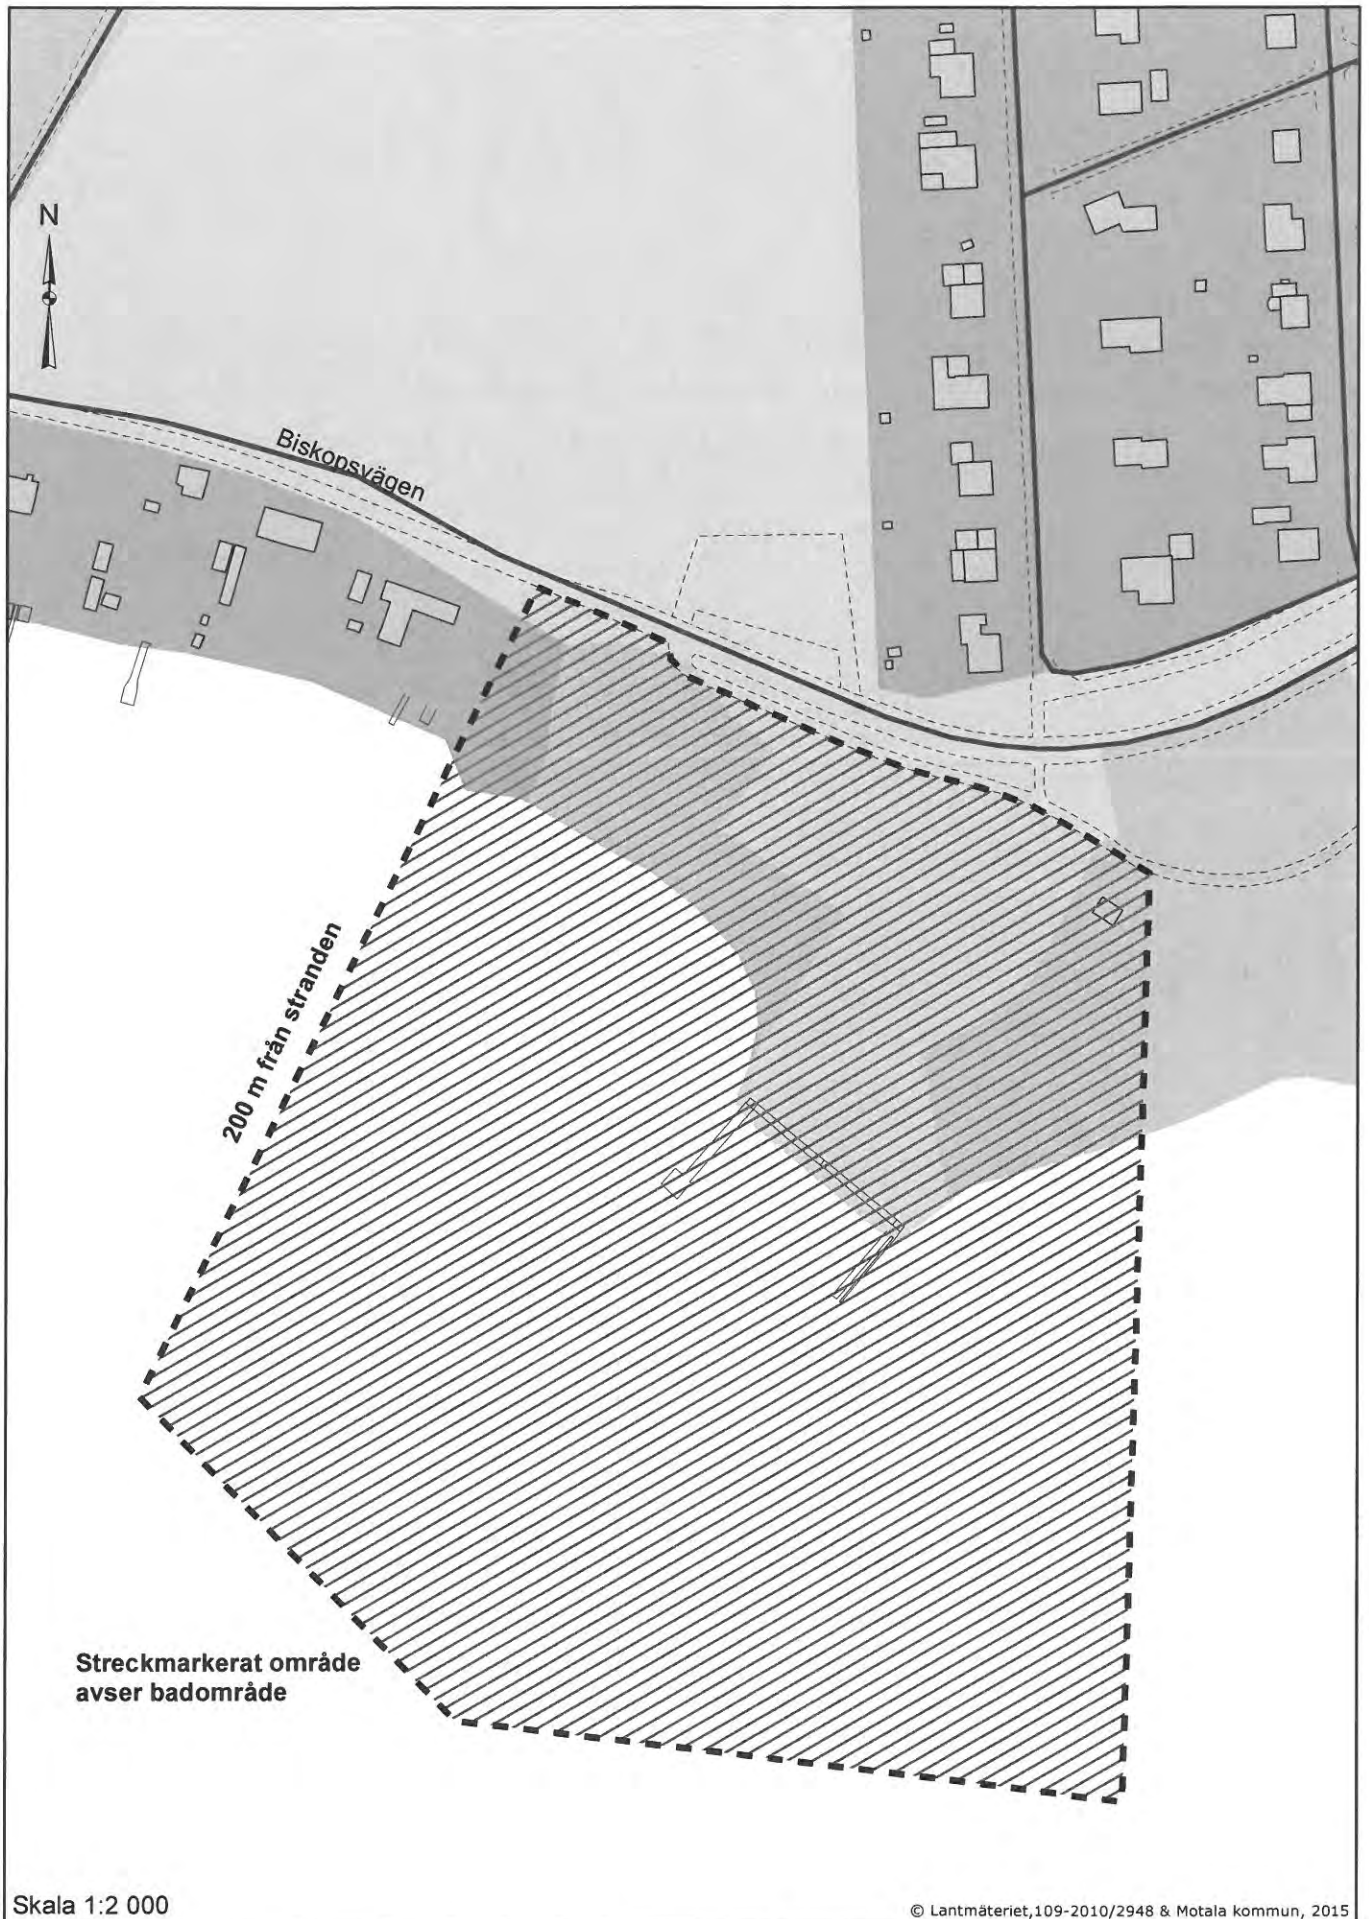 N
Biskopsvägen
200 m från stranden
Streckmarkerat område
avser badområde
Skala 1:2 000
© Lantmäteriet,109-2010/2948 & Motala kommun, 2015